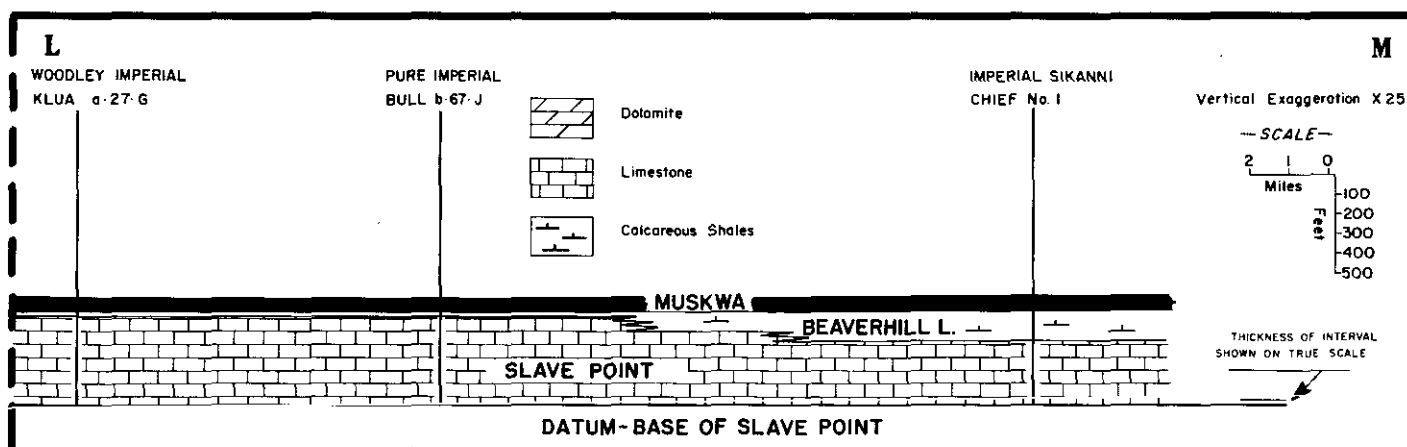 L
M
WOODLEY IMPERIAL
KLUA a·27·G
PURE IMPERIAL
BULL b·67·J
IMPERIAL SIKANNI
CHIEF No. 1
Dolomite
Limestone
Calcareous Shales
Vertical Exaggeration X 25
—SCALE—
2 1 0
Miles
100
200
300
400
500
Feet
MUSKWA
BEAVERHILL L.
SLAVE POINT
THICKNESS OF INTERVAL
SHOWN ON TRUE SCALE
DATUM-BASE OF SLAVE POINT